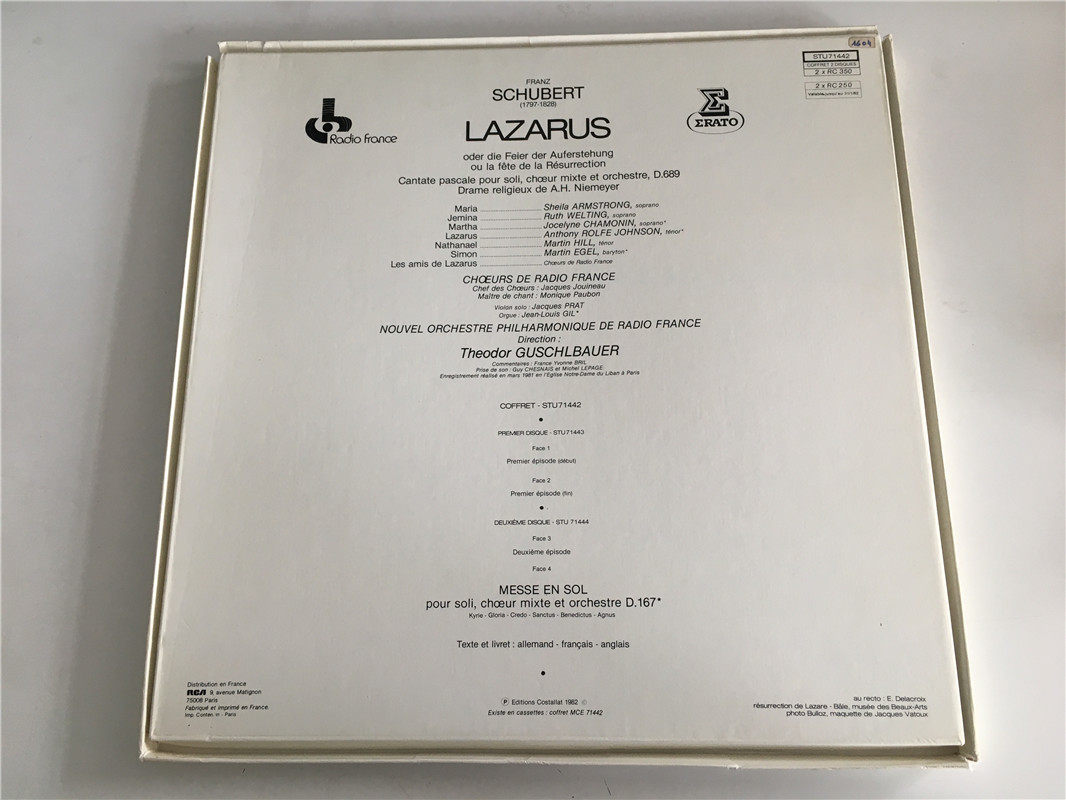 1604
STU71442
COFFRET 2 DISQUES
2 x RC 350
2 x RC 250
Valable jusqu'au 31/1/82
Radio France
ERATO
FRANZ
SCHUBERT
(1797-1828)
LAZARUS
oder die Feier der Auferstehung
ou la fête de la Résurrection
Cantate pascale pour soli, chœur mixte et orchestre, D.689
Drame religieux de A.H. Niemeyer
Maria ........ Sheila ARMSTRONG, soprano
Jemina ........ Ruth WELTING, soprano
Martha ........ Jocelyne CHAMONIN, soprano*
Lazarus ........ Anthony ROLFE JOHNSON, ténor*
Nathanael ........ Martin HILL, ténor
Simon ........ Martin EGEL, baryton*
Les amis de Lazarus ........ Chœurs de Radio France
CHŒURS DE RADIO FRANCE
Chef des Chœurs : Jacques Jouineau
Maître de chant : Monique Paubon
Violon solo : Jacques PRAT
Orgue : Jean-Louis GIL*
NOUVEL ORCHESTRE PHILHARMONIQUE DE RADIO FRANCE
Direction :
Theodor GUSCHLBAUER
Commentaires : France Yvonne BRIL
Prise de son : Guy CHESNAIS et Michel LEPAGE
Enregistrement réalisé en mars 1981 en l'Église Notre-Dame du Liban à Paris
COFFRET - STU71442
PREMIER DISQUE - STU71443
Face 1
Premier épisode (début)
Face 2
Premier épisode (fin)
DEUXIÈME DISQUE - STU 71444
Face 3
Deuxième épisode
Face 4
MESSE EN SOL
pour soli, chœur mixte et orchestre D.167*
Kyrie - Gloria - Credo - Sanctus - Benedictus - Agnus
Texte et livret : allemand - français - anglais
Distribution en France
RCA 9, avenue Matignon
75008 Paris
Fabriqué et imprimé en France.
Imp. Conten. in - Paris
Ⓟ Editions Costallat 1982 ©
Existe en cassettes : coffret MCE 71442
au recto : E. Delacroix
résurrection de Lazare - Bâle, musée des Beaux-Arts
photo Bulloz, maquette de Jacques Vatoux